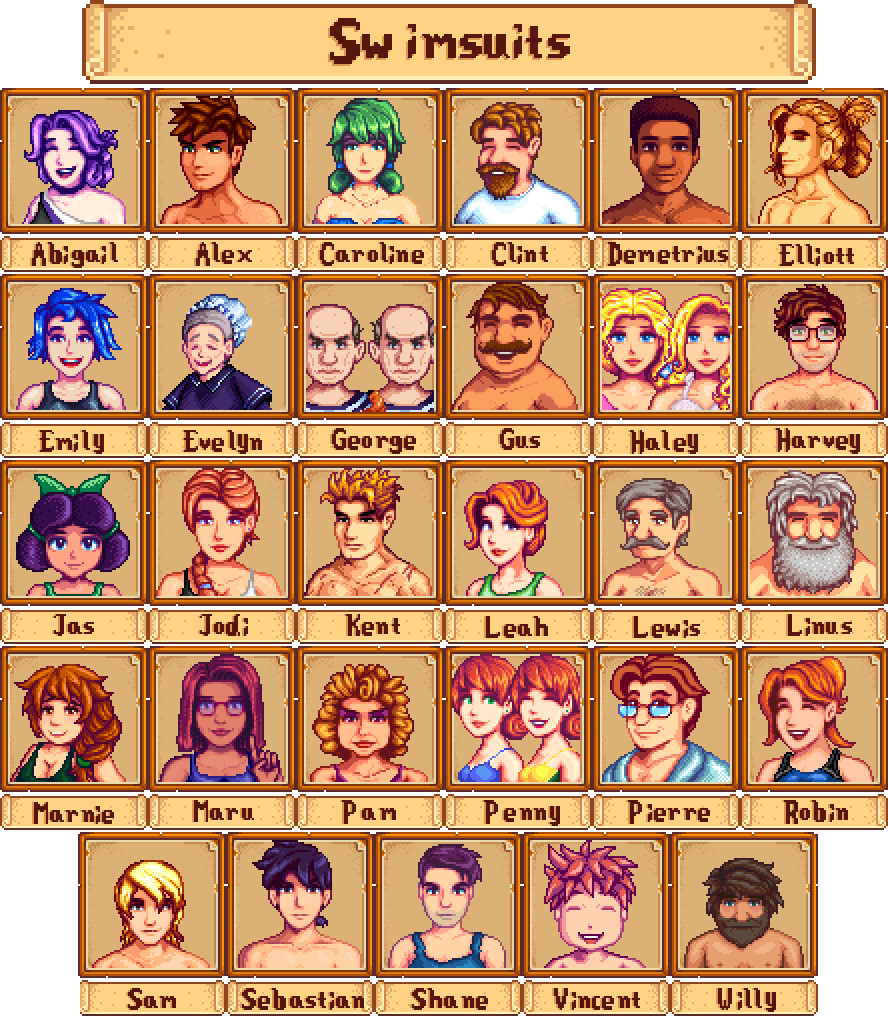 Swimsuits
Abigail Alex Caroline Clint Demetrius Elliott
Emily Evelyn George Gus Haley Harvey
Jas Jodi Kent Leah Lewis Linus
Marnie Maru Pam Penny Pierre Robin
Sam Sebastian Shane Vincent Willy